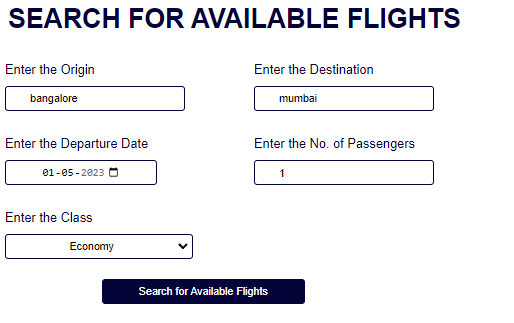 SEARCH FOR AVAILABLE FLIGHTS
Enter the Origin
Enter the Destination
bangalore
mumbai
Enter the Departure Date
Enter the No. of Passengers
01-05-2023
1
Enter the Class
Economy
Search for Available Flights